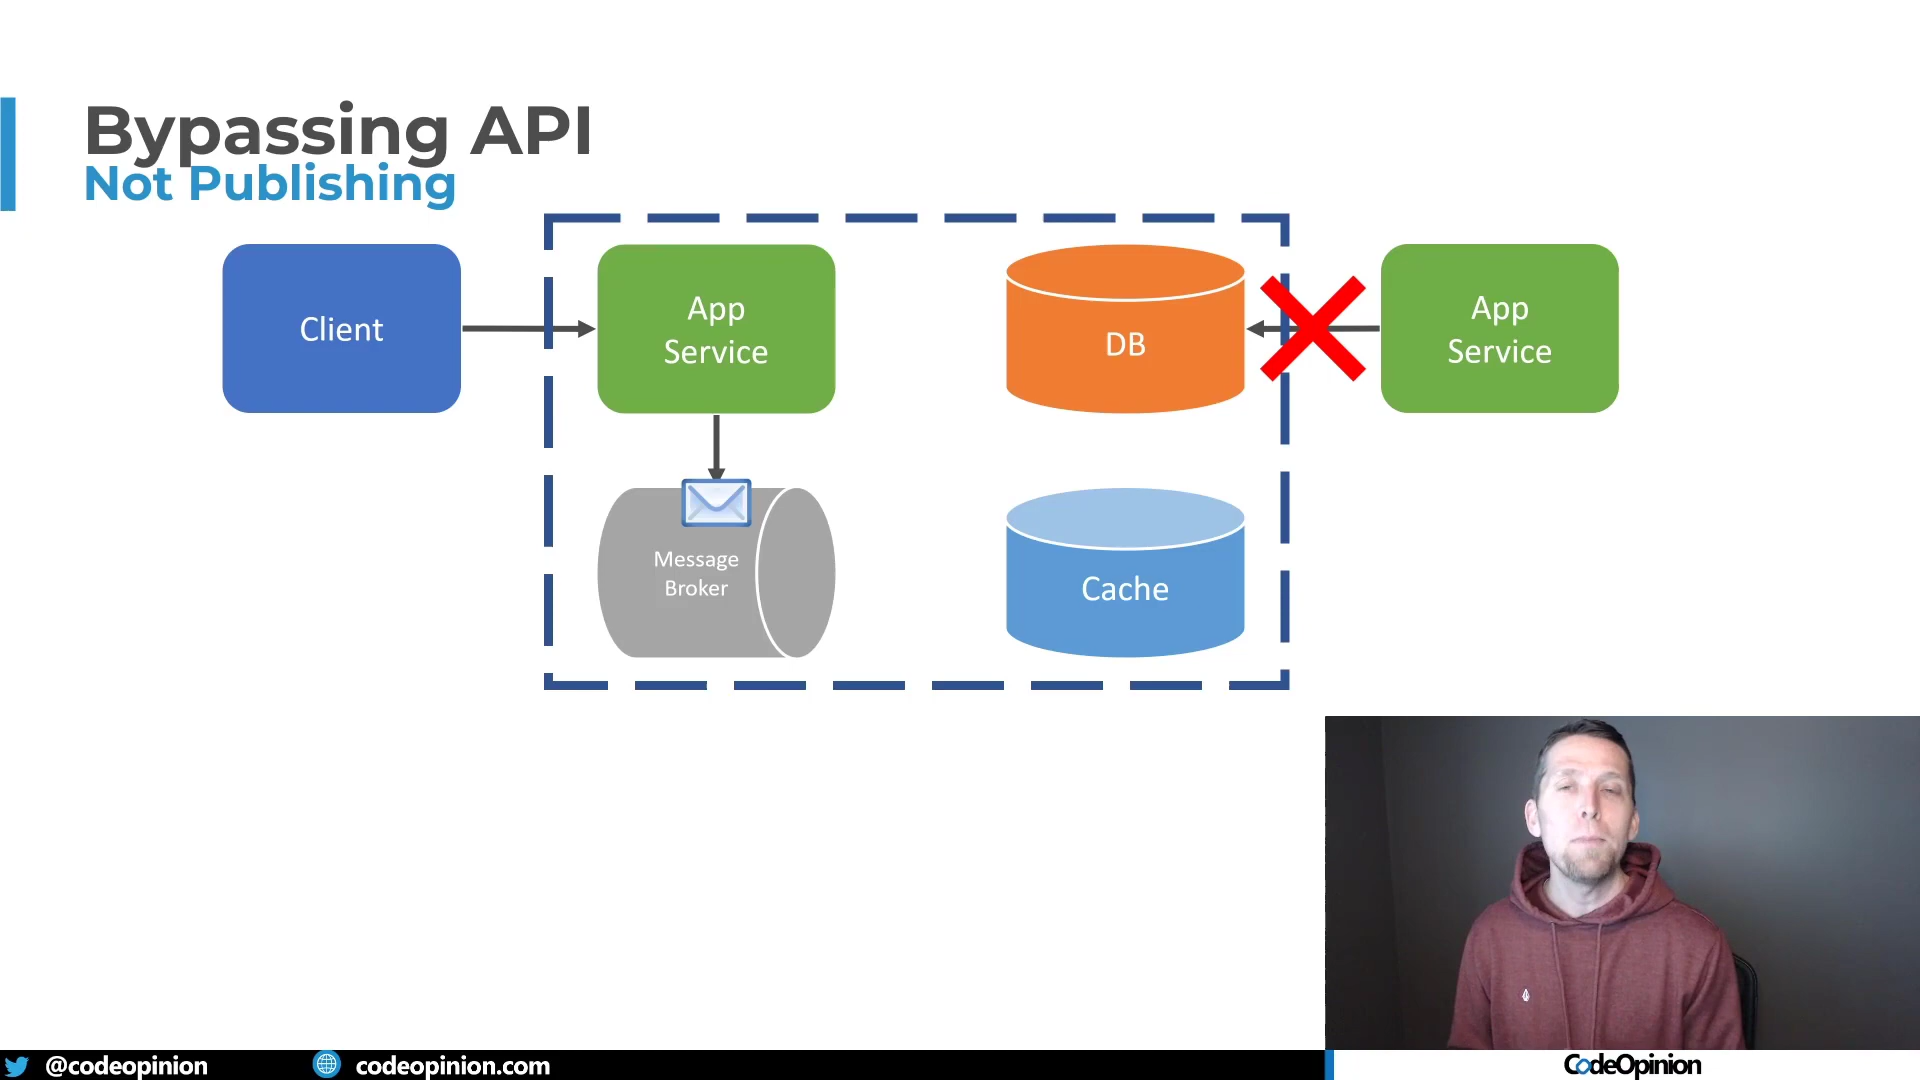 Bypassing API
Not Publishing
Client
App
Service
DB
App
Service
Message
Broker
Cache
@codeopinion
codeopinion.com
CodeOpinion